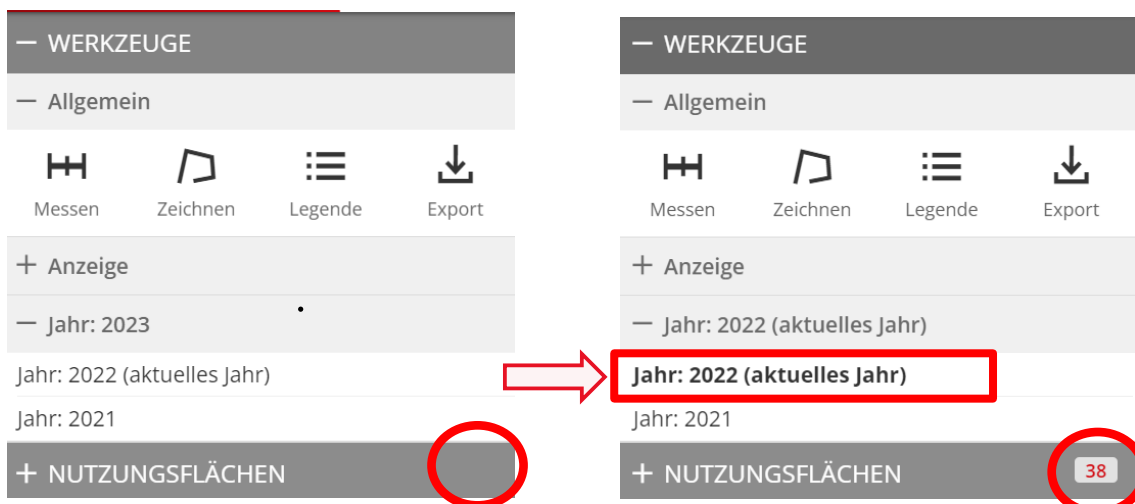 — WERKZEUGE
— Allgemein
Messen Zeichnen Legende Export
+ Anzeige
— Jahr: 2023
Jahr: 2022 (aktuelles Jahr)
Jahr: 2021
+ NUTZUNGSFLÄCHEN
— WERKZEUGE
— Allgemein
Messen Zeichnen Legende Export
+ Anzeige
— Jahr: 2022 (aktuelles Jahr)
Jahr: 2022 (aktuelles Jahr)
Jahr: 2021
+ NUTZUNGSFLÄCHEN 38